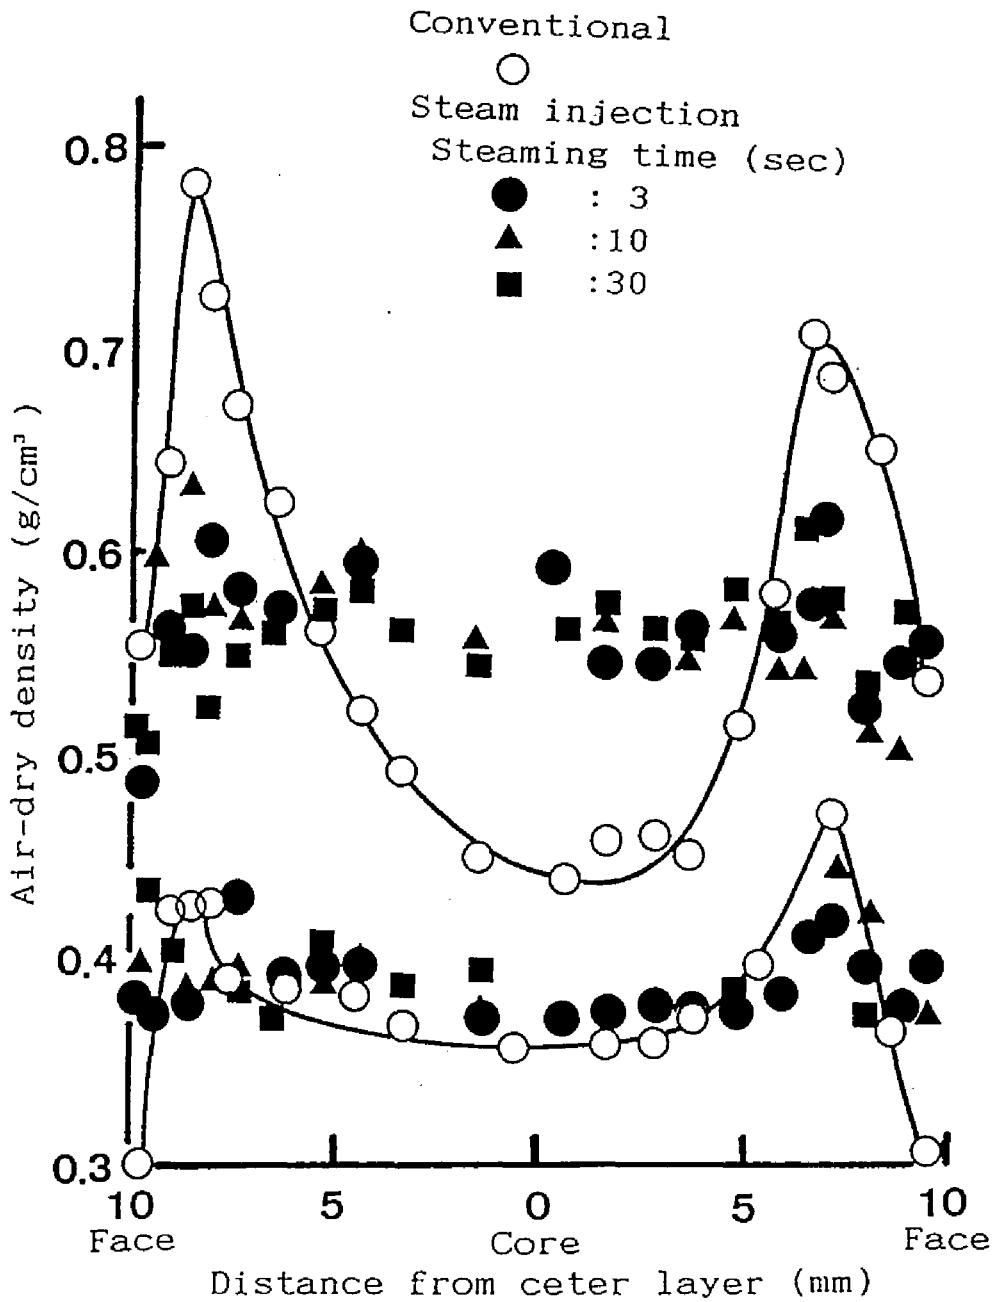 Conventional
Steam injection
Steaming time (sec)
: 3
:10
:30
0.8
0.7
0.6
0.5
0.4
0.3
Air-dry density (g/cm³)
10 5 0 5 10
Face Core Face
Distance from ceter layer (mm)